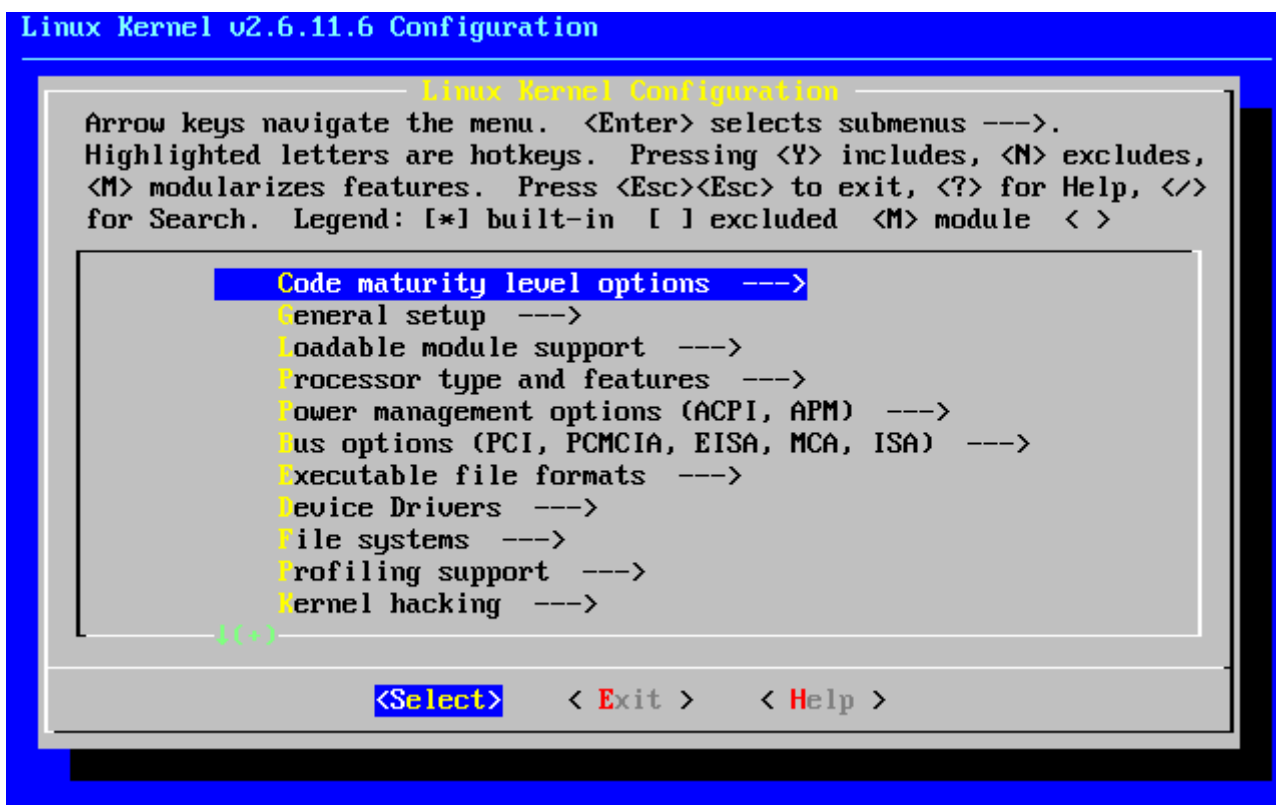 Linux Kernel v2.6.11.6 Configuration
Linux Kernel Configuration
Arrow keys navigate the menu.  <Enter> selects submenus --->.
Highlighted letters are hotkeys.  Pressing <Y> includes, <N> excludes,
<M> modularizes features.  Press <Esc><Esc> to exit, <?> for Help, </>
for Search.  Legend: [*] built-in  [ ] excluded  <M> module  < >
Code maturity level options  --->
General setup  --->
Loadable module support  --->
Processor type and features  --->
Power management options (ACPI, APM)  --->
Bus options (PCI, PCMCIA, EISA, MCA, ISA)  --->
Executable file formats  --->
Device Drivers  --->
File systems  --->
Profiling support  --->
Kernel hacking  --->
↓(+)
<Select>    < Exit >    < Help >